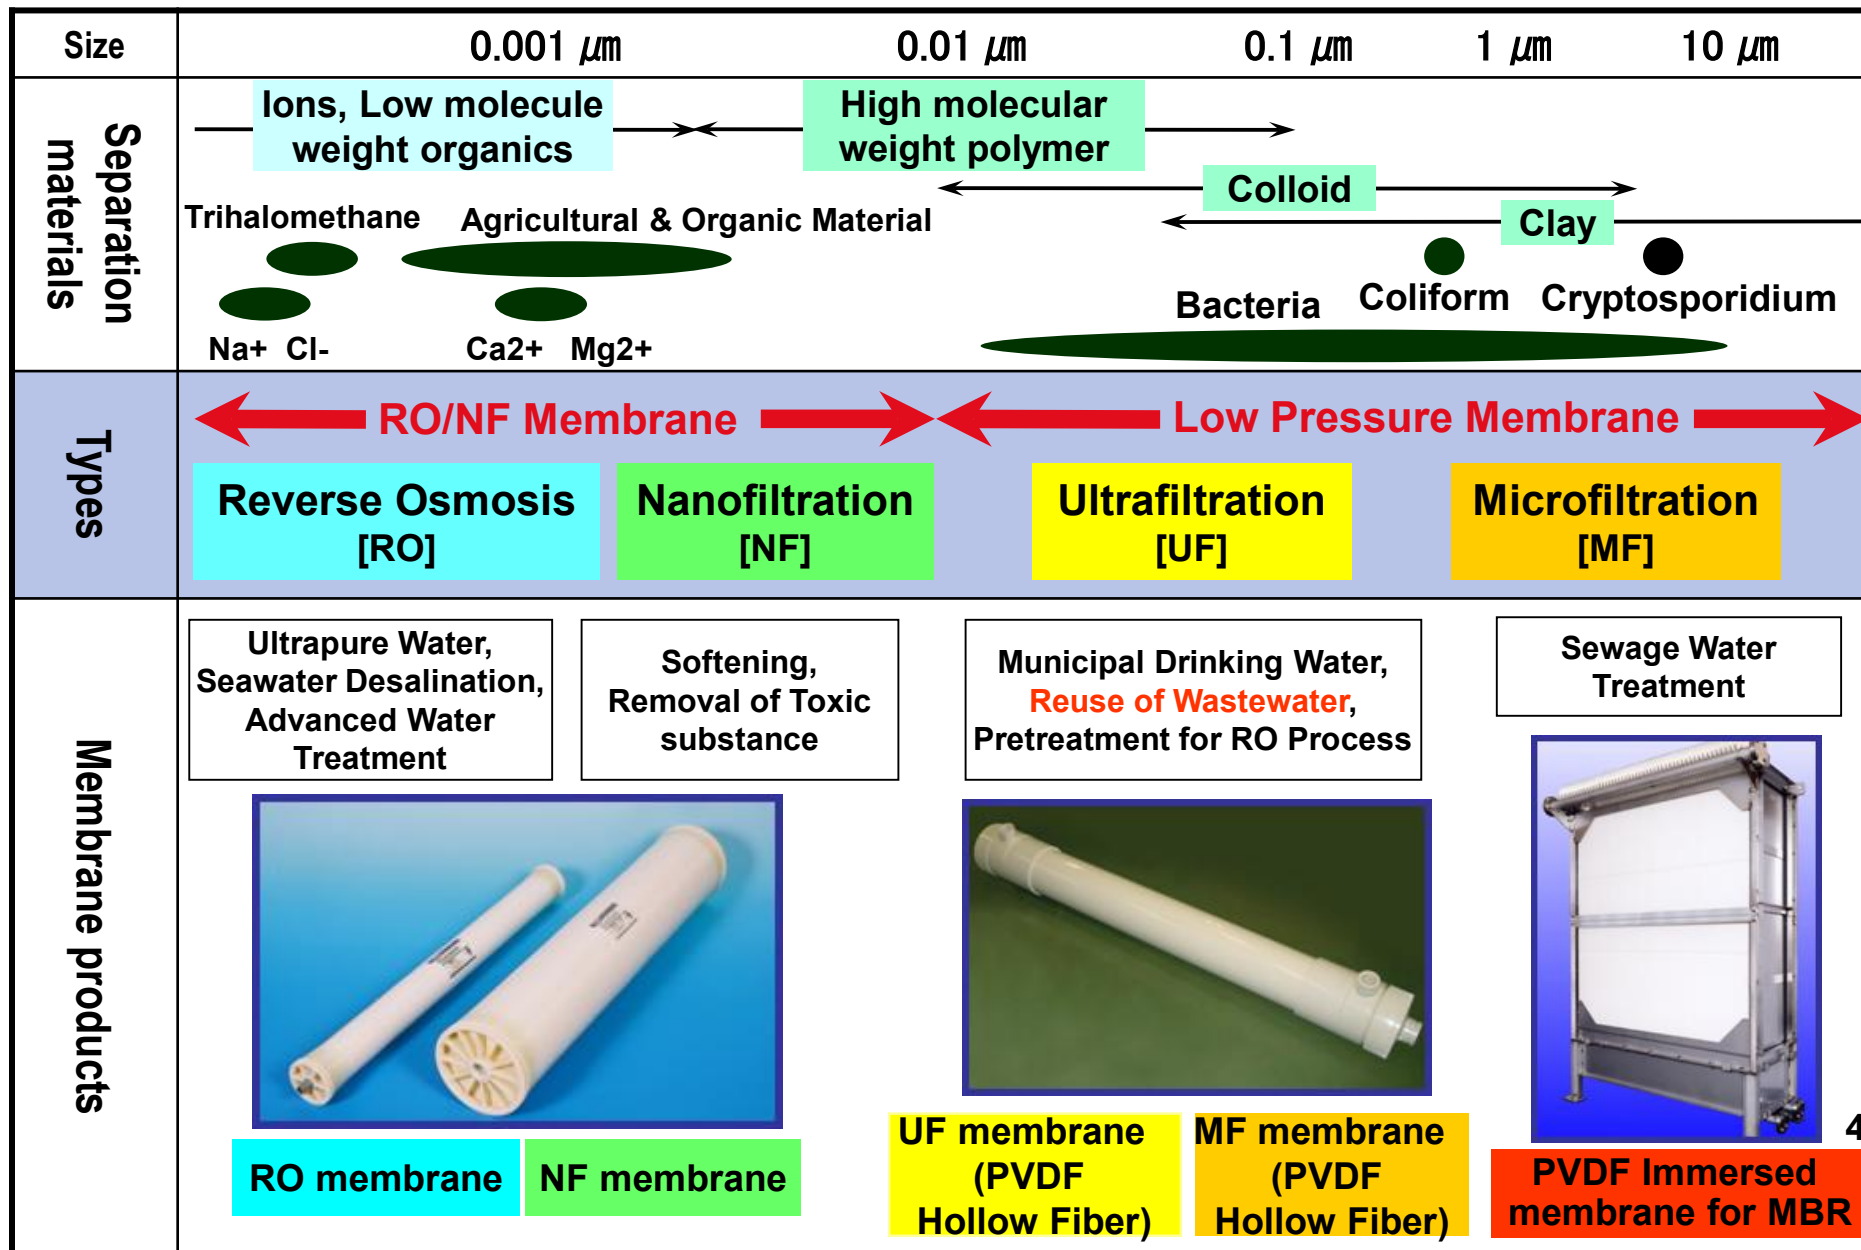 Size
0.001 μm
0.01 μm
0.1 μm
1 μm
10 μm
Separation
materials
Ions, Low molecule
weight organics
High molecular
weight polymer
Colloid
Clay
Trihalomethane
Agricultural & Organic Material
Bacteria
Coliform
Cryptosporidium
Na+ Cl-
Ca2+ Mg2+
Types
RO/NF Membrane
Low Pressure Membrane
Reverse Osmosis
[RO]
Nanofiltration
[NF]
Ultrafiltration
[UF]
Microfiltration
[MF]
Membrane products
Ultrapure Water,
Seawater Desalination,
Advanced Water
Treatment
Softening,
Removal of Toxic
substance
Municipal Drinking Water,
Reuse of Wastewater,
Pretreatment for RO Process
Sewage Water
Treatment
RO membrane
NF membrane
UF membrane
(PVDF
Hollow Fiber)
MF membrane
(PVDF
Hollow Fiber)
PVDF Immersed
membrane for MBR
4